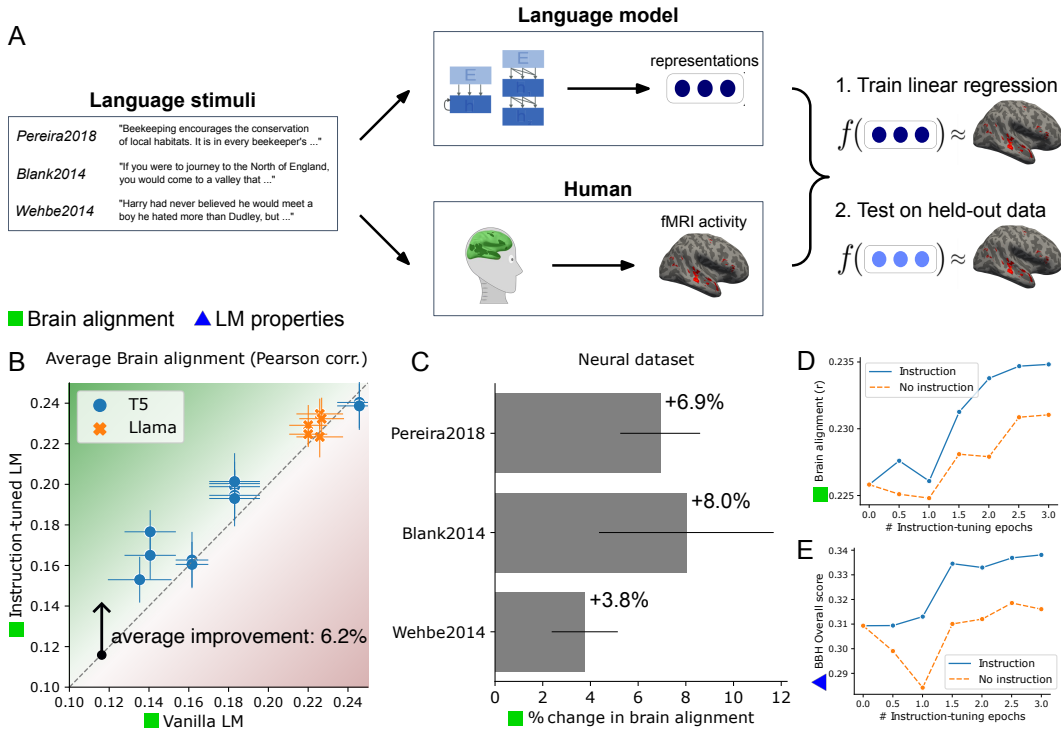 A
Language model
E
h
E
h
h
representations
Language stimuli
Pereira2018
"Beekeeping encourages the conservation
of local habitats. It is in every beekeeper's ..."
Blank2014
"If you were to journey to the North of England,
you would come to a valley that ..."
Wehbe2014
"Harry had never believed he would meet a
boy he hated more than Dudley, but ..."
Human
fMRI activity
1. Train linear regression
f( ) ≈
2. Test on held-out data
f( ) ≈
Brain alignment
LM properties
B
Average Brain alignment (Pearson corr.)
T5
Llama
0.24
0.22
0.20
0.18
0.16
0.14
0.12
0.10
Instruction-tuned LM
average improvement: 6.2%
0.10 0.12 0.14 0.16 0.18 0.20 0.22 0.24
Vanilla LM
C
Neural dataset
Pereira2018
+6.9%
Blank2014
+8.0%
Wehbe2014
+3.8%
0 2 4 6 8 10 12
% change in brain alignment
D
Instruction
No instruction
0.235
0.230
0.225
Brain alignment (r)
0.0 0.5 1.0 1.5 2.0 2.5 3.0
# Instruction-tuning epochs
E
0.34
0.33
0.32
0.31
0.30
0.29
BBH Overall score
Instruction
No instruction
0.0 0.5 1.0 1.5 2.0 2.5 3.0
# Instruction-tuning epochs